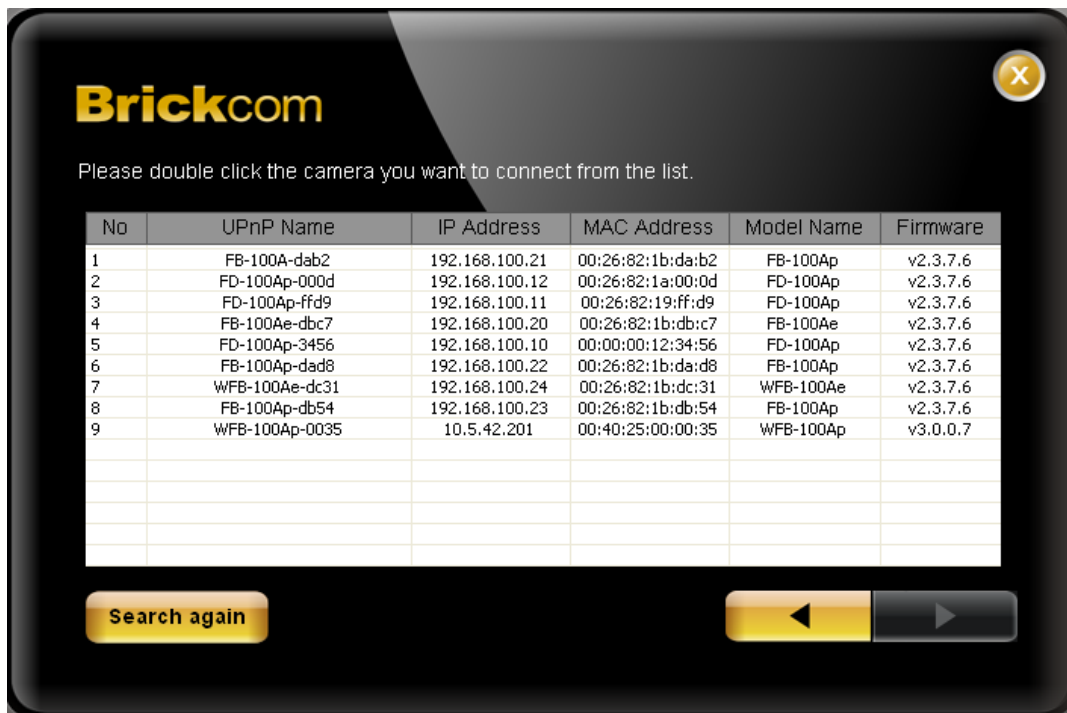 X
Brickcom
Please double click the camera you want to connect from the list.
No UPnP Name IP Address MAC Address Model Name Firmware
1 FB-100A-dab2 192.168.100.21 00:26:82:1b:da:b2 FB-100Ap v2.3.7.6
2 FD-100Ap-000d 192.168.100.12 00:26:82:1a:00:0d FD-100Ap v2.3.7.6
3 FD-100Ap-ffd9 192.168.100.11 00:26:82:19:ff:d9 FD-100Ap v2.3.7.6
4 FB-100Ae-dbc7 192.168.100.20 00:26:82:1b:db:c7 FB-100Ae v2.3.7.6
5 FD-100Ap-3456 192.168.100.10 00:00:00:12:34:56 FD-100Ap v2.3.7.6
6 FB-100Ap-dad8 192.168.100.22 00:26:82:1b:da:d8 FB-100Ap v2.3.7.6
7 WFB-100Ae-dc31 192.168.100.24 00:26:82:1b:dc:31 WFB-100Ae v2.3.7.6
8 FB-100Ap-db54 192.168.100.23 00:26:82:1b:db:54 FB-100Ap v2.3.7.6
9 WFB-100Ap-0035 10.5.42.201 00:40:25:00:00:35 WFB-100Ap v3.0.0.7
Search again